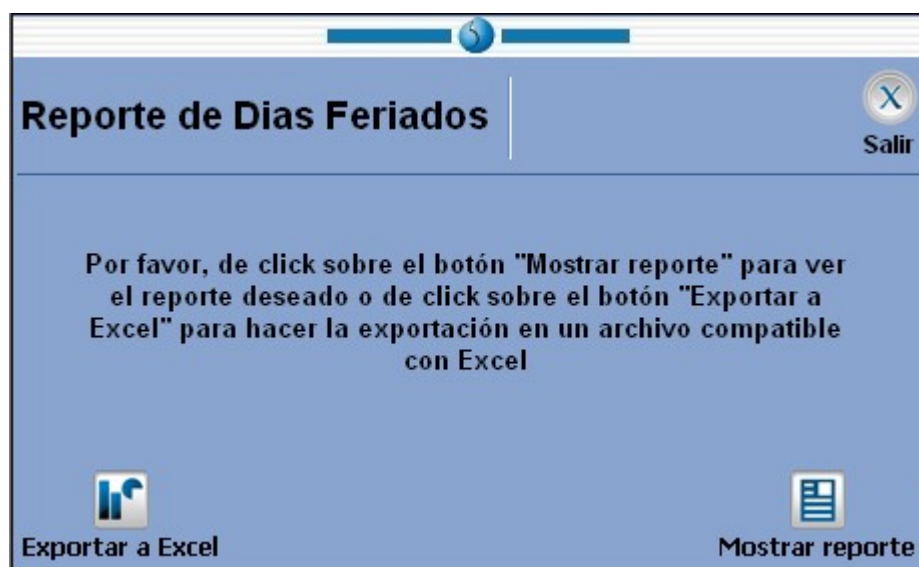 Reporte de Dias Feriados
X
Salir
Por favor, de click sobre el botón "Mostrar reporte" para ver
el reporte deseado o de click sobre el botón "Exportar a
Excel" para hacer la exportación en un archivo compatible
con Excel
Exportar a Excel
Mostrar reporte